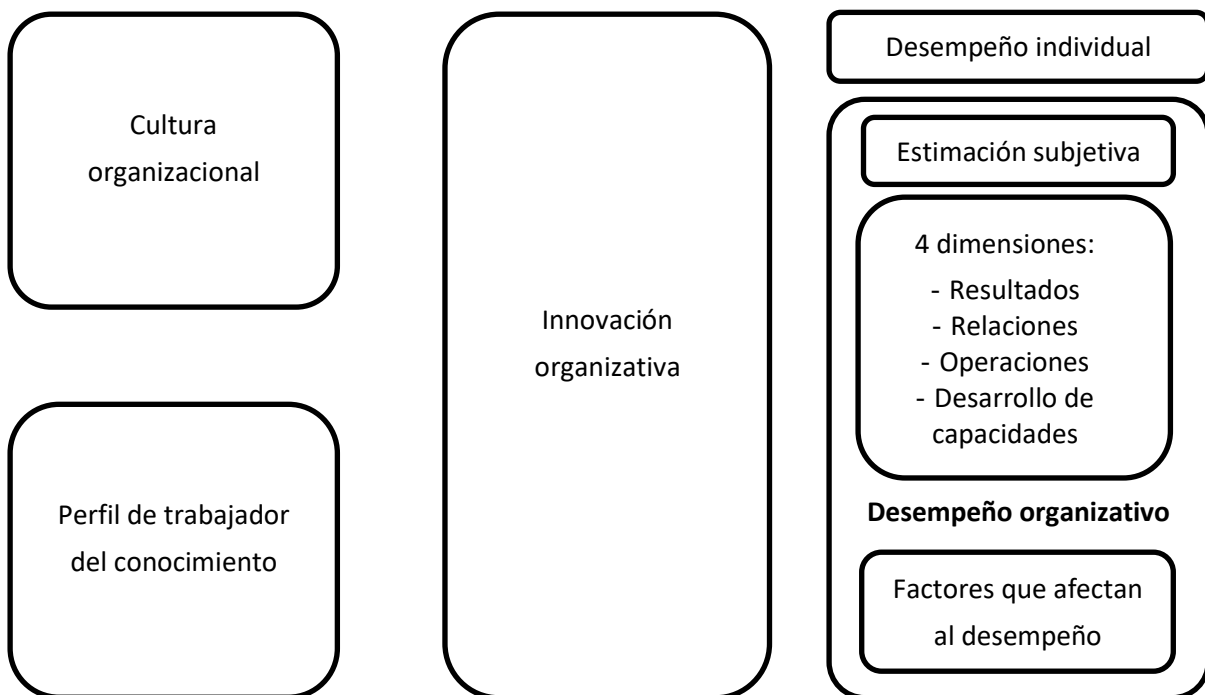 Cultura
organizacional
Perfil de trabajador
del conocimiento
Innovación
organizativa
Desempeño individual
Estimación subjetiva
4 dimensiones:
- Resultados
- Relaciones
- Operaciones
- Desarrollo de
capacidades
Desempeño organizativo
Factores que afectan
al desempeño